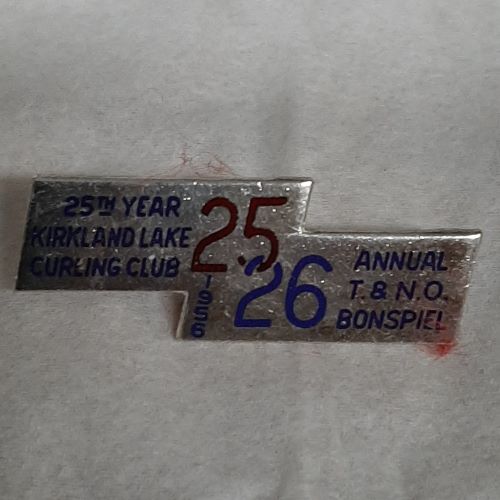 25TH YEAR
KIRKLAND LAKE
CURLING CLUB
25
1956
26
ANNUAL
T. & N.O.
BONSPIEL